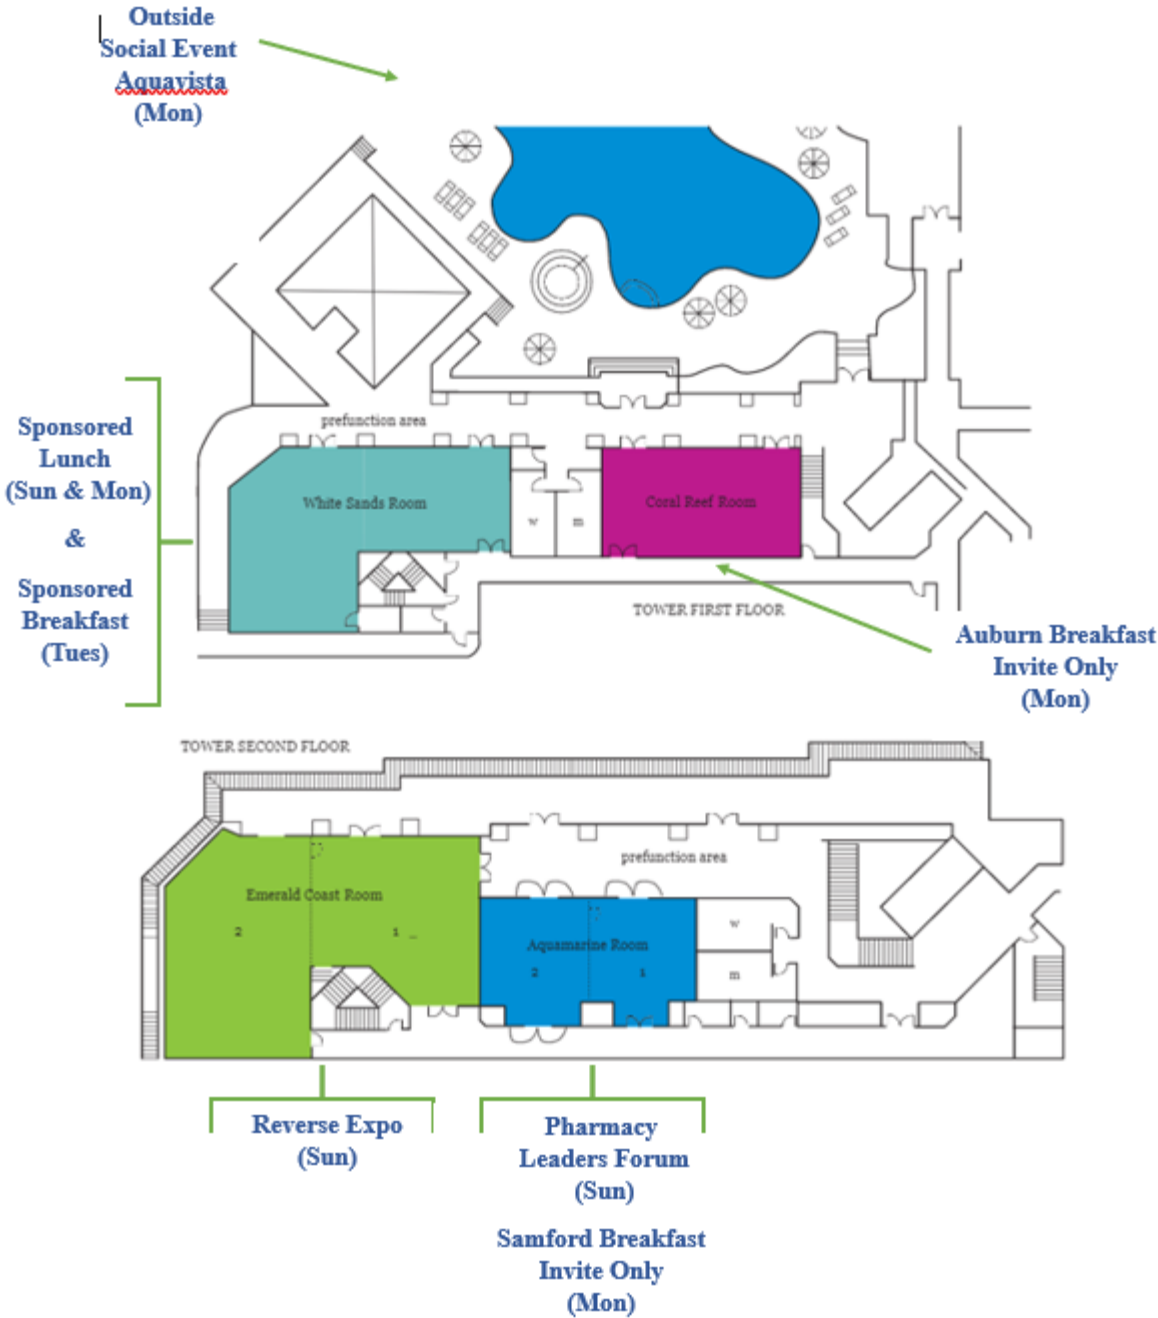 Outside
Social Event
Aquavista
(Mon)
prefunction area
Sponsored
Lunch
(Sun & Mon)
&
Sponsored
Breakfast
(Tues)
White Sands Room
w
m
Coral Reef Room
TOWER FIRST FLOOR
Auburn Breakfast
Invite Only
(Mon)
TOWER SECOND FLOOR
prefunction area
Emerald Coast Room
2
1
Aquamarine Room
2
1
w
m
Reverse Expo
(Sun)
Pharmacy
Leaders Forum
(Sun)
Samford Breakfast
Invite Only
(Mon)